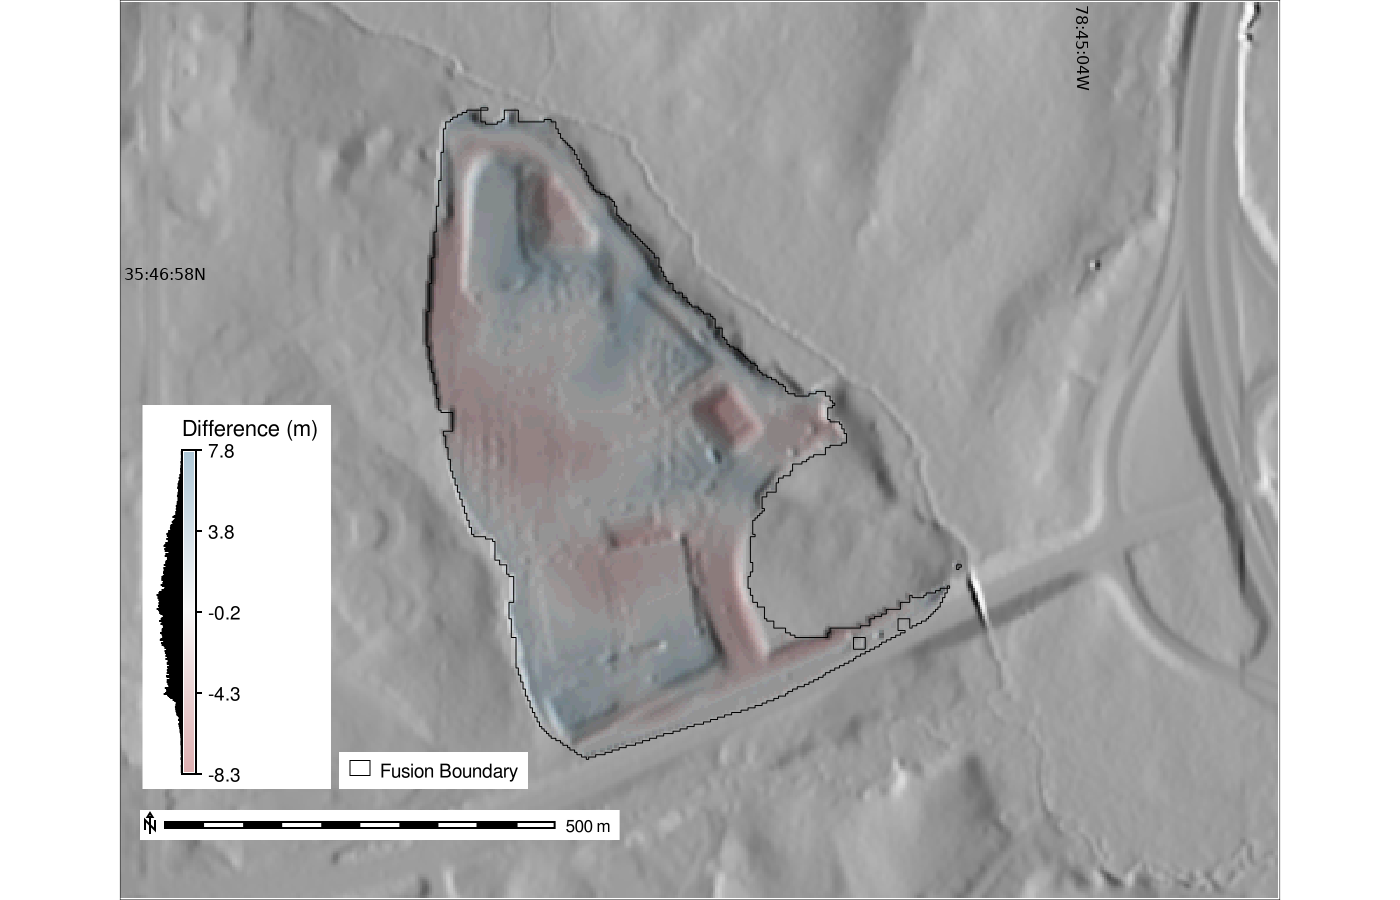 78:45:04W
35:46:58N
Difference (m)
7.8
3.8
-0.2
-4.3
-8.3
Fusion Boundary
N
500 m